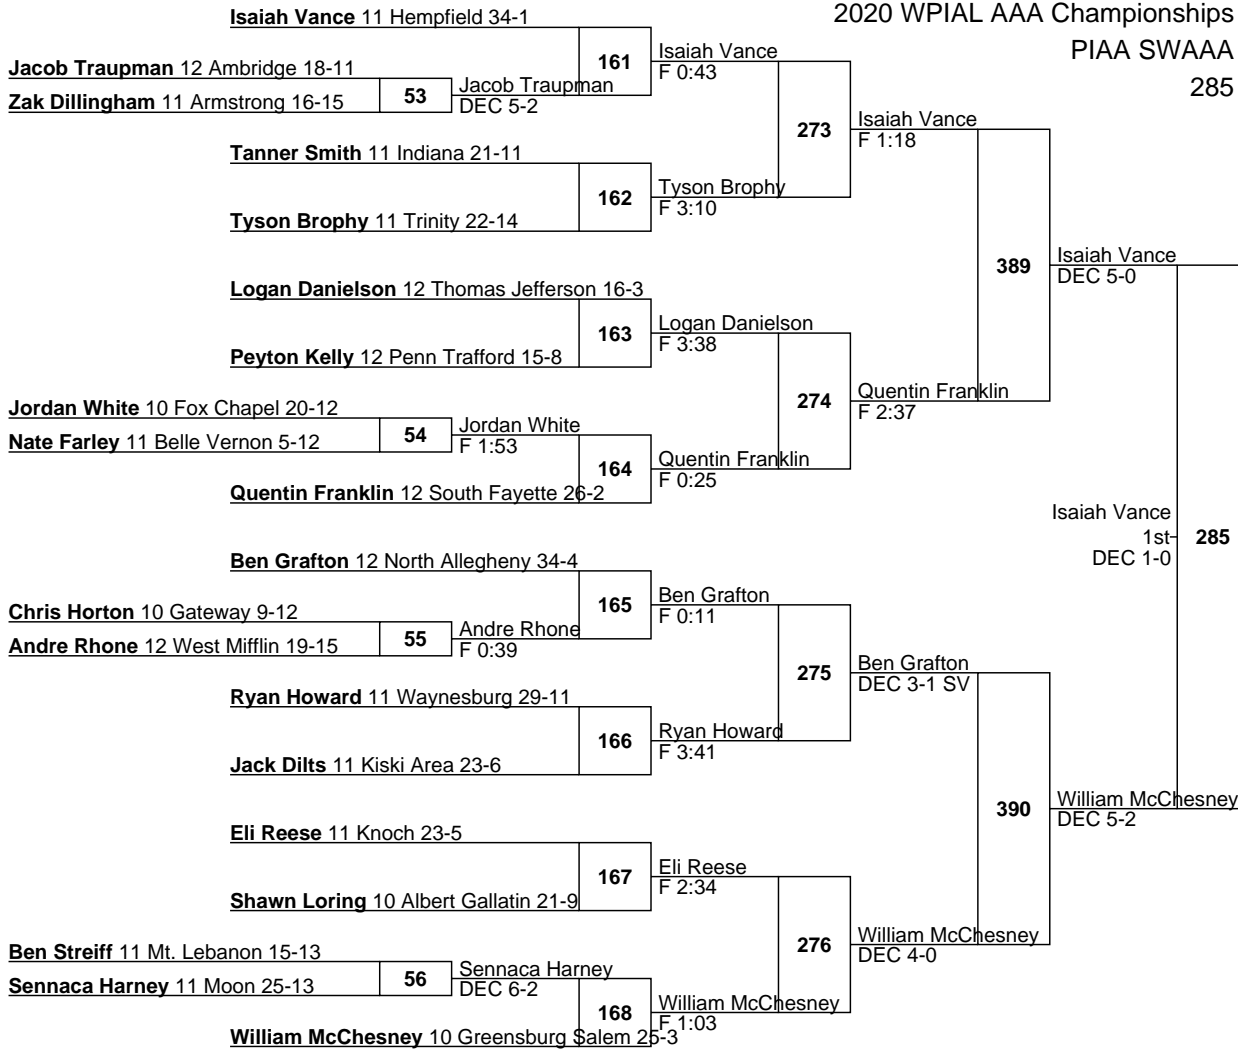 2020 WPIAL AAA Championships
PIAA SWAAA
285
Isaiah Vance 11 Hempfield 34-1
161
Isaiah Vance
F 0:43
Jacob Traupman 12 Ambridge 18-11
53
Jacob Traupman
DEC 5-2
Zak Dillingham 11 Armstrong 16-15
273
Isaiah Vance
F 1:18
Tanner Smith 11 Indiana 21-11
162
Tyson Brophy
F 3:10
Tyson Brophy 11 Trinity 22-14
389
Isaiah Vance
DEC 5-0
Logan Danielson 12 Thomas Jefferson 16-3
163
Logan Danielson
F 3:38
Peyton Kelly 12 Penn Trafford 15-8
274
Quentin Franklin
F 2:37
Jordan White 10 Fox Chapel 20-12
54
Jordan White
F 1:53
Nate Farley 11 Belle Vernon 5-12
164
Quentin Franklin
F 0:25
Quentin Franklin 12 South Fayette 26-2
Isaiah Vance
1st
DEC 1-0
285
Ben Grafton 12 North Allegheny 34-4
165
Ben Grafton
F 0:11
Chris Horton 10 Gateway 9-12
55
Andre Rhone
F 0:39
Andre Rhone 12 West Mifflin 19-15
275
Ben Grafton
DEC 3-1 SV
Ryan Howard 11 Waynesburg 29-11
166
Ryan Howard
F 3:41
Jack Dilts 11 Kiski Area 23-6
390
William McChesney
DEC 5-2
Eli Reese 11 Knoch 23-5
167
Eli Reese
F 2:34
Shawn Loring 10 Albert Gallatin 21-9
276
William McChesney
DEC 4-0
Ben Streiff 11 Mt. Lebanon 15-13
56
Sennaca Harney
DEC 6-2
Sennaca Harney 11 Moon 25-13
168
William McChesney
F 1:03
William McChesney 10 Greensburg Salem 25-3